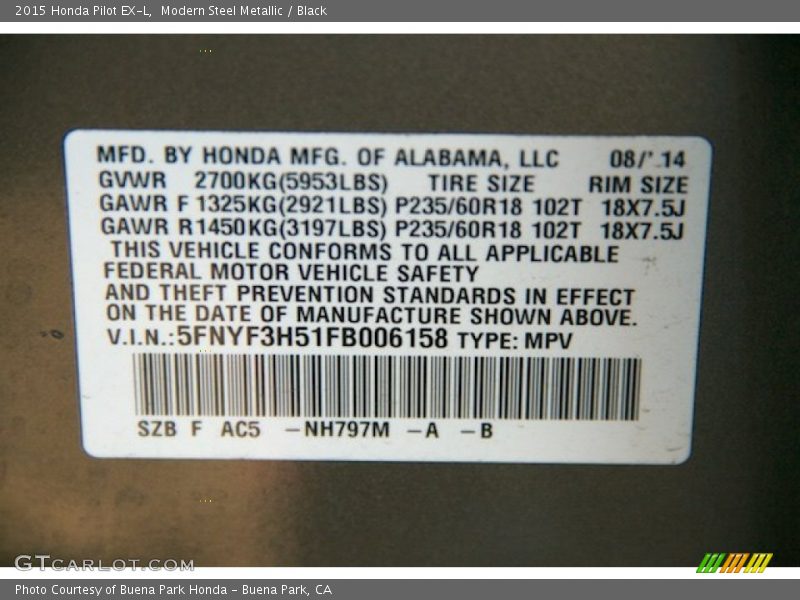 2015 Honda Pilot EX-L, Modern Steel Metallic / Black
MFD. BY HONDA MFG. OF ALABAMA, LLC 08/ 14
GVWR 2700KG(5953LBS) TIRE SIZE RIM SIZE
GAWR F 1325KG(2921LBS) P235/60R18 102T 18X7.5J
GAWR R1450KG(3197LBS) P235/60R18 102T 18X7.5J
THIS VEHICLE CONFORMS TO ALL APPLICABLE
FEDERAL MOTOR VEHICLE SAFETY
AND THEFT PREVENTION STANDARDS IN EFFECT
ON THE DATE OF MANUFACTURE SHOWN ABOVE.
V.I.N.:5FNYF3H51FB006158 TYPE: MPV
SZB F AC5 -NH797M -A -B
GTCARLOT.COM
Photo Courtesy of Buena Park Honda - Buena Park, CA